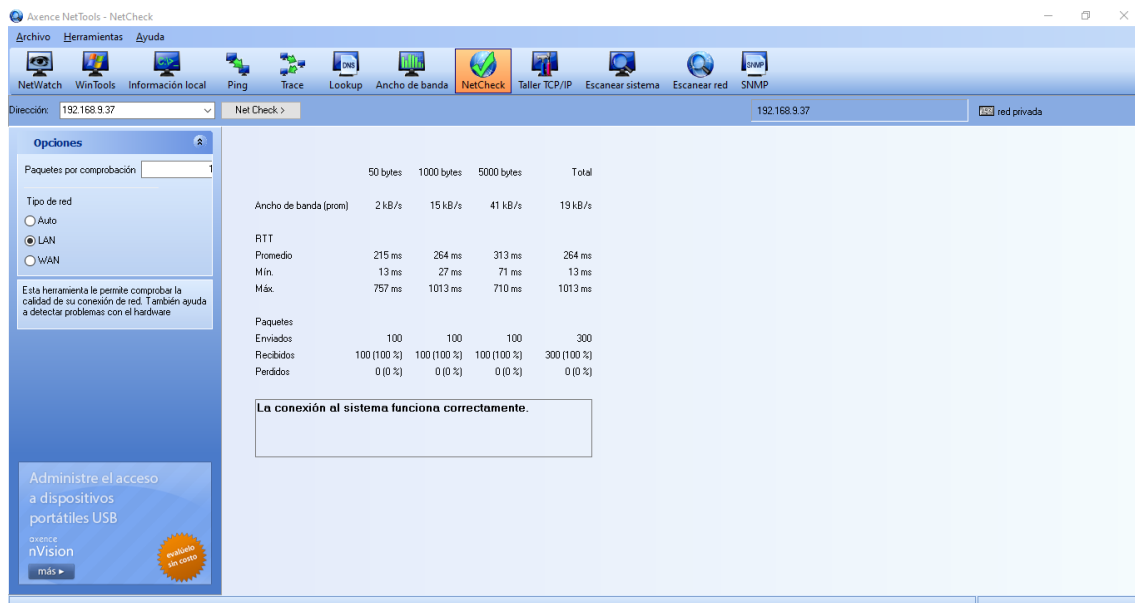 Axence NetTools - NetCheck
Archivo Herramientas Ayuda
NetWatch WinTools Información local Ping Trace Lookup Ancho de banda NetCheck Taller TCP/IP Escanear sistema Escanear red SNMP
DNS
SNMP
Dirección: 192.168.9.37 Net Check > 192.168.9.37 red privada
Opciones
Paquetes por comprobación 1
Tipo de red
Auto
LAN
WAN
Esta herramienta le permite comprobar la
calidad de su conexión de red. También ayuda
a detectar problemas con el hardware
50 bytes 1000 bytes 5000 bytes Total
Ancho de banda (prom) 2 kB/s 15 kB/s 41 kB/s 19 kB/s
RTT
Promedio 215 ms 264 ms 313 ms 264 ms
Mín. 13 ms 27 ms 71 ms 13 ms
Máx. 757 ms 1013 ms 710 ms 1013 ms
Paquetes
Enviados 100 100 100 300
Recibidos 100 (100 %) 100 (100 %) 100 (100 %) 300 (100 %)
Perdidos 0 (0 %) 0 (0 %) 0 (0 %) 0 (0 %)
La conexión al sistema funciona correctamente.
Administre el acceso
a dispositivos
portátiles USB
axence
nVision
evalúelo
sin costo
más